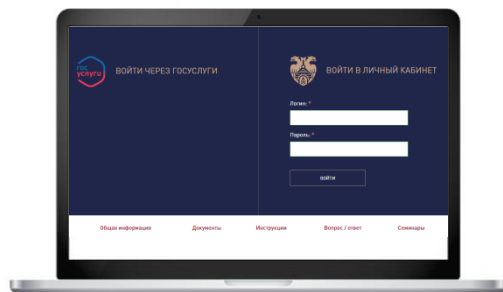 гос
услуги
ВОЙТИ ЧЕРЕЗ ГОСУСЛУГИ
ВОЙТИ В ЛИЧНЫЙ КАБИНЕТ
Логин: *
Пароль: *
ВОЙТИ
Общая информация
Документы
Инструкции
Вопрос / ответ
Семинары